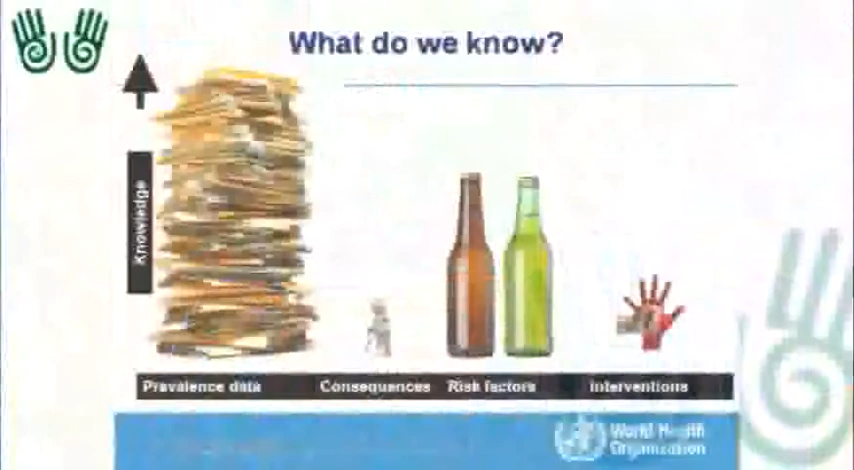 What do we know?
Knowledge
Prevalence data
Consequences
Risk factors
Interventions
World Health
Organization